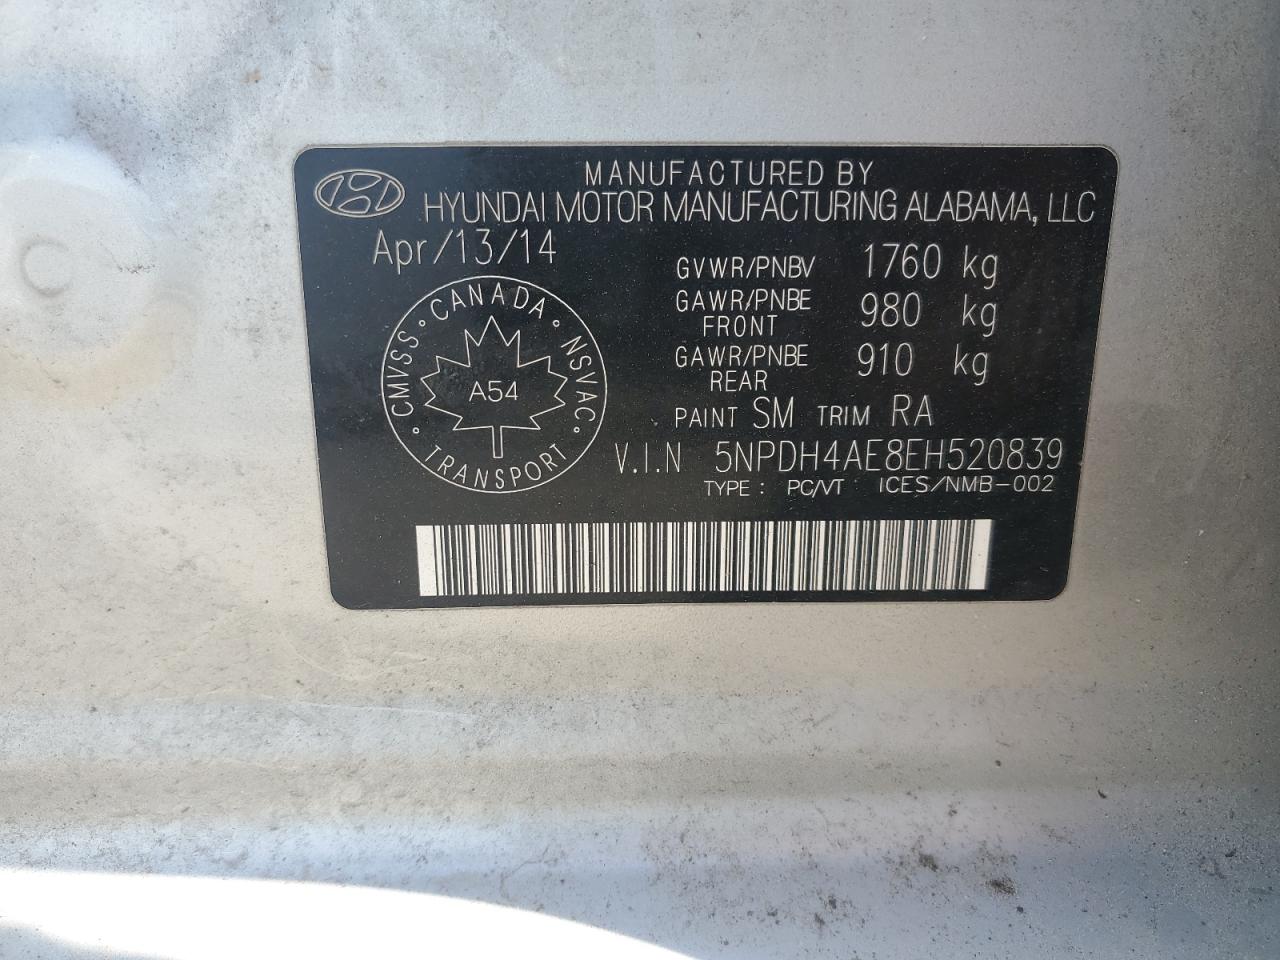 MANUFACTURED BY
HYUNDAI MOTOR MANUFACTURING ALABAMA, LLC
Apr/13/14
GVWR/PNBV 1760 kg
GAWR/PNBE FRONT 980 kg
GAWR/PNBE REAR 910 kg
PAINT SM TRIM RA
V.I.N 5NPDH4AE8EH520839
TYPE : PC/VT ICES/NMB-002
CANADA
CMVSS NSVAC
A54
TRANSPORT